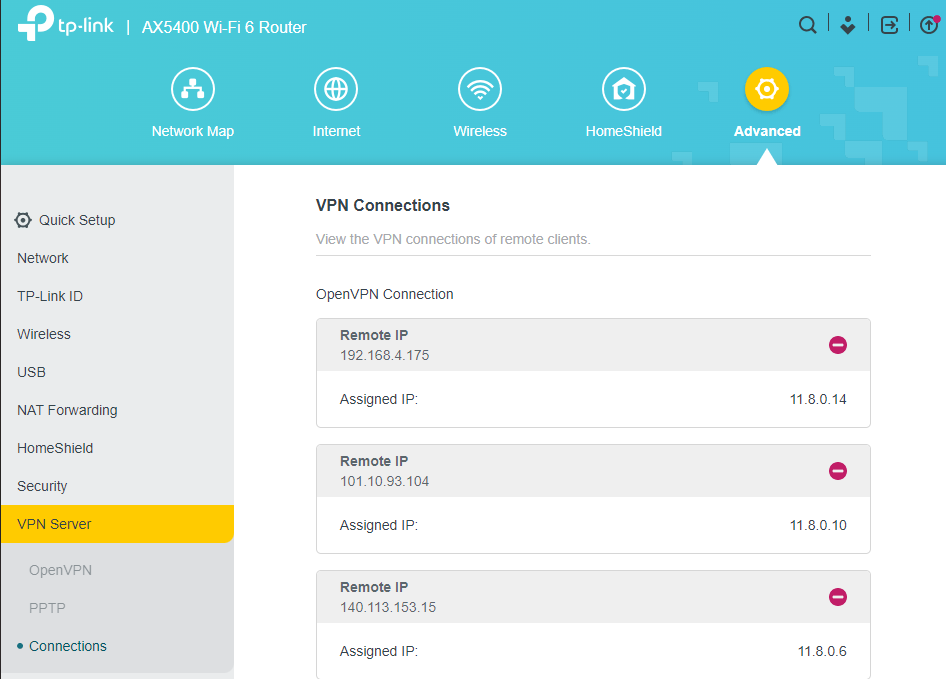 tp-link | AX5400 Wi-Fi 6 Router
Network Map
Internet
Wireless
HomeShield
Advanced
Quick Setup
Network
TP-Link ID
Wireless
USB
NAT Forwarding
HomeShield
Security
VPN Server
OpenVPN
PPTP
Connections
VPN Connections
View the VPN connections of remote clients.
OpenVPN Connection
Remote IP
192.168.4.175
Assigned IP: 11.8.0.14
Remote IP
101.10.93.104
Assigned IP: 11.8.0.10
Remote IP
140.113.153.15
Assigned IP: 11.8.0.6